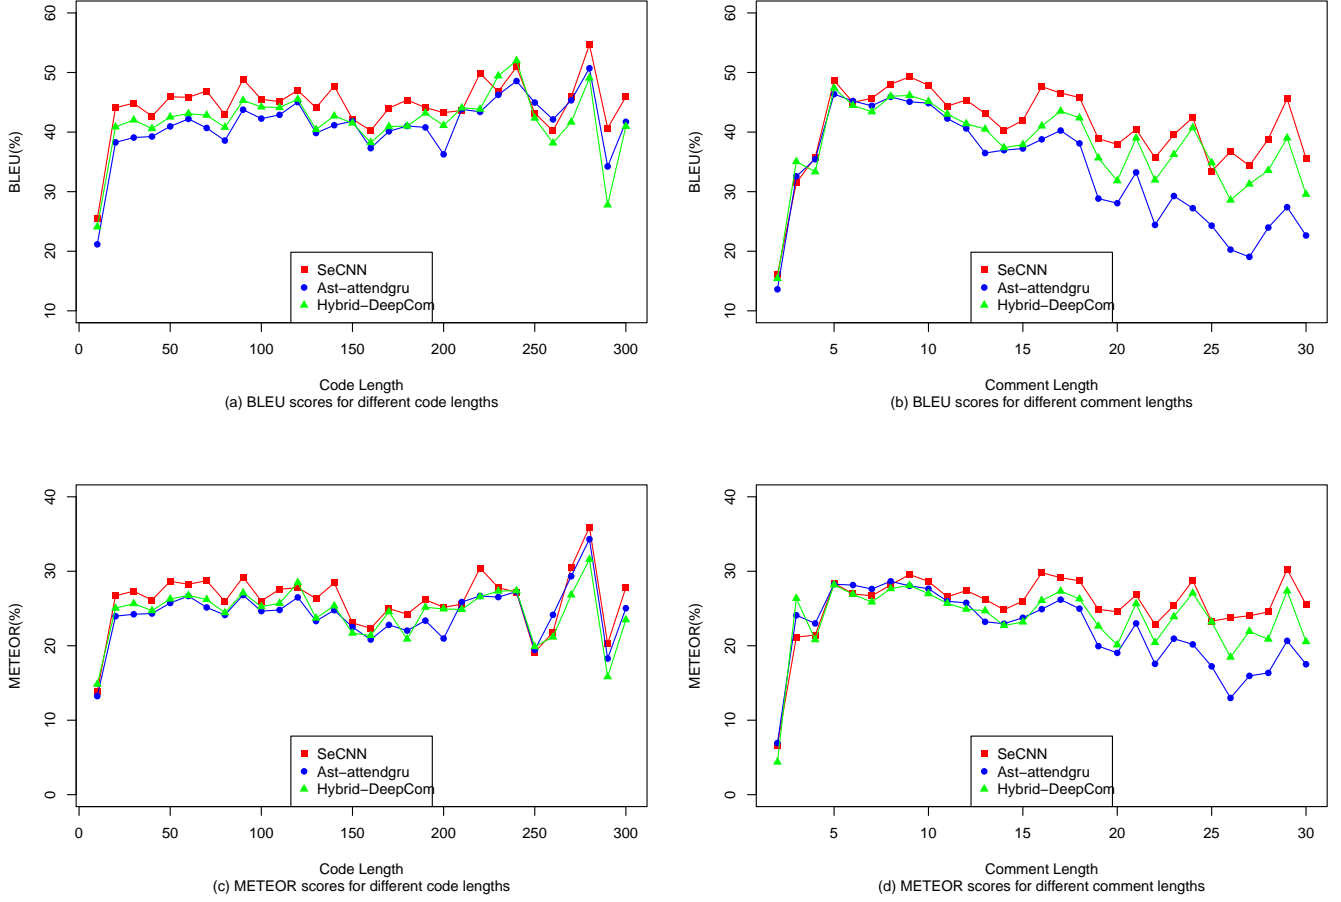 60
50
40
30
20
10
BLEU(%)
SeCNN
Ast−attendgru
Hybrid−DeepCom
0 50 100 150 200 250 300
Code Length
(a) BLEU scores for different code lengths
60
50
40
30
20
10
BLEU(%)
SeCNN
Ast−attendgru
Hybrid−DeepCom
5 10 15 20 25 30
Comment Length
(b) BLEU scores for different comment lengths
40
30
20
10
0
METEOR(%)
SeCNN
Ast−attendgru
Hybrid−DeepCom
0 50 100 150 200 250 300
Code Length
(c) METEOR scores for different code lengths
40
30
20
10
0
METEOR(%)
SeCNN
Ast−attendgru
Hybrid−DeepCom
5 10 15 20 25 30
Comment Length
(d) METEOR scores for different comment lengths